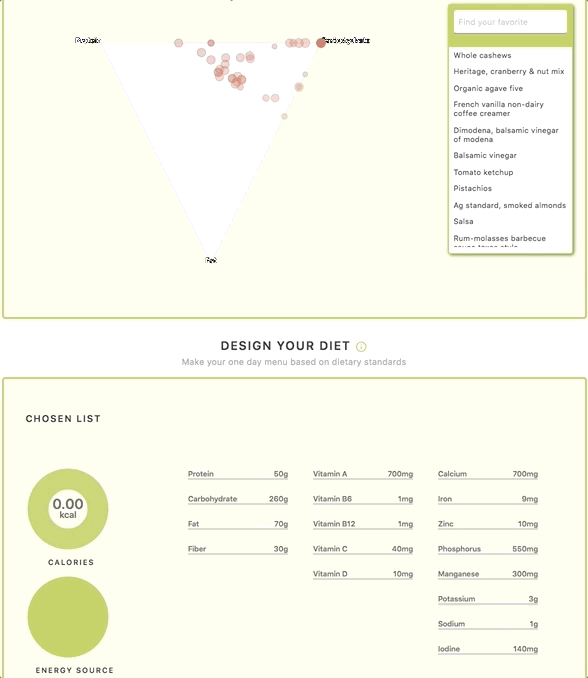 Protein
Carbohydrate
Fat
Find your favorite
Whole cashews
Heritage, cranberry & nut mix
Organic agave five
French vanilla non-dairy
coffee creamer
Dimodena, balsamic vinegar
of modena
Balsamic vinegar
Tomato ketchup
Pistachios
Ag standard, smoked almonds
Salsa
Rum-molasses barbecue
DESIGN YOUR DIET
Make your one day menu based on dietary standards
CHOSEN LIST
0.00
kcal
CALORIES
ENERGY SOURCE
Protein 50g
Carbohydrate 260g
Fat 70g
Fiber 30g
Vitamin A 700mg
Vitamin B6 1mg
Vitamin B12 1mg
Vitamin C 40mg
Vitamin D 10mg
Calcium 700mg
Iron 9mg
Zinc 10mg
Phosphorus 550mg
Manganese 300mg
Potassium 3g
Sodium 1g
Iodine 140mg